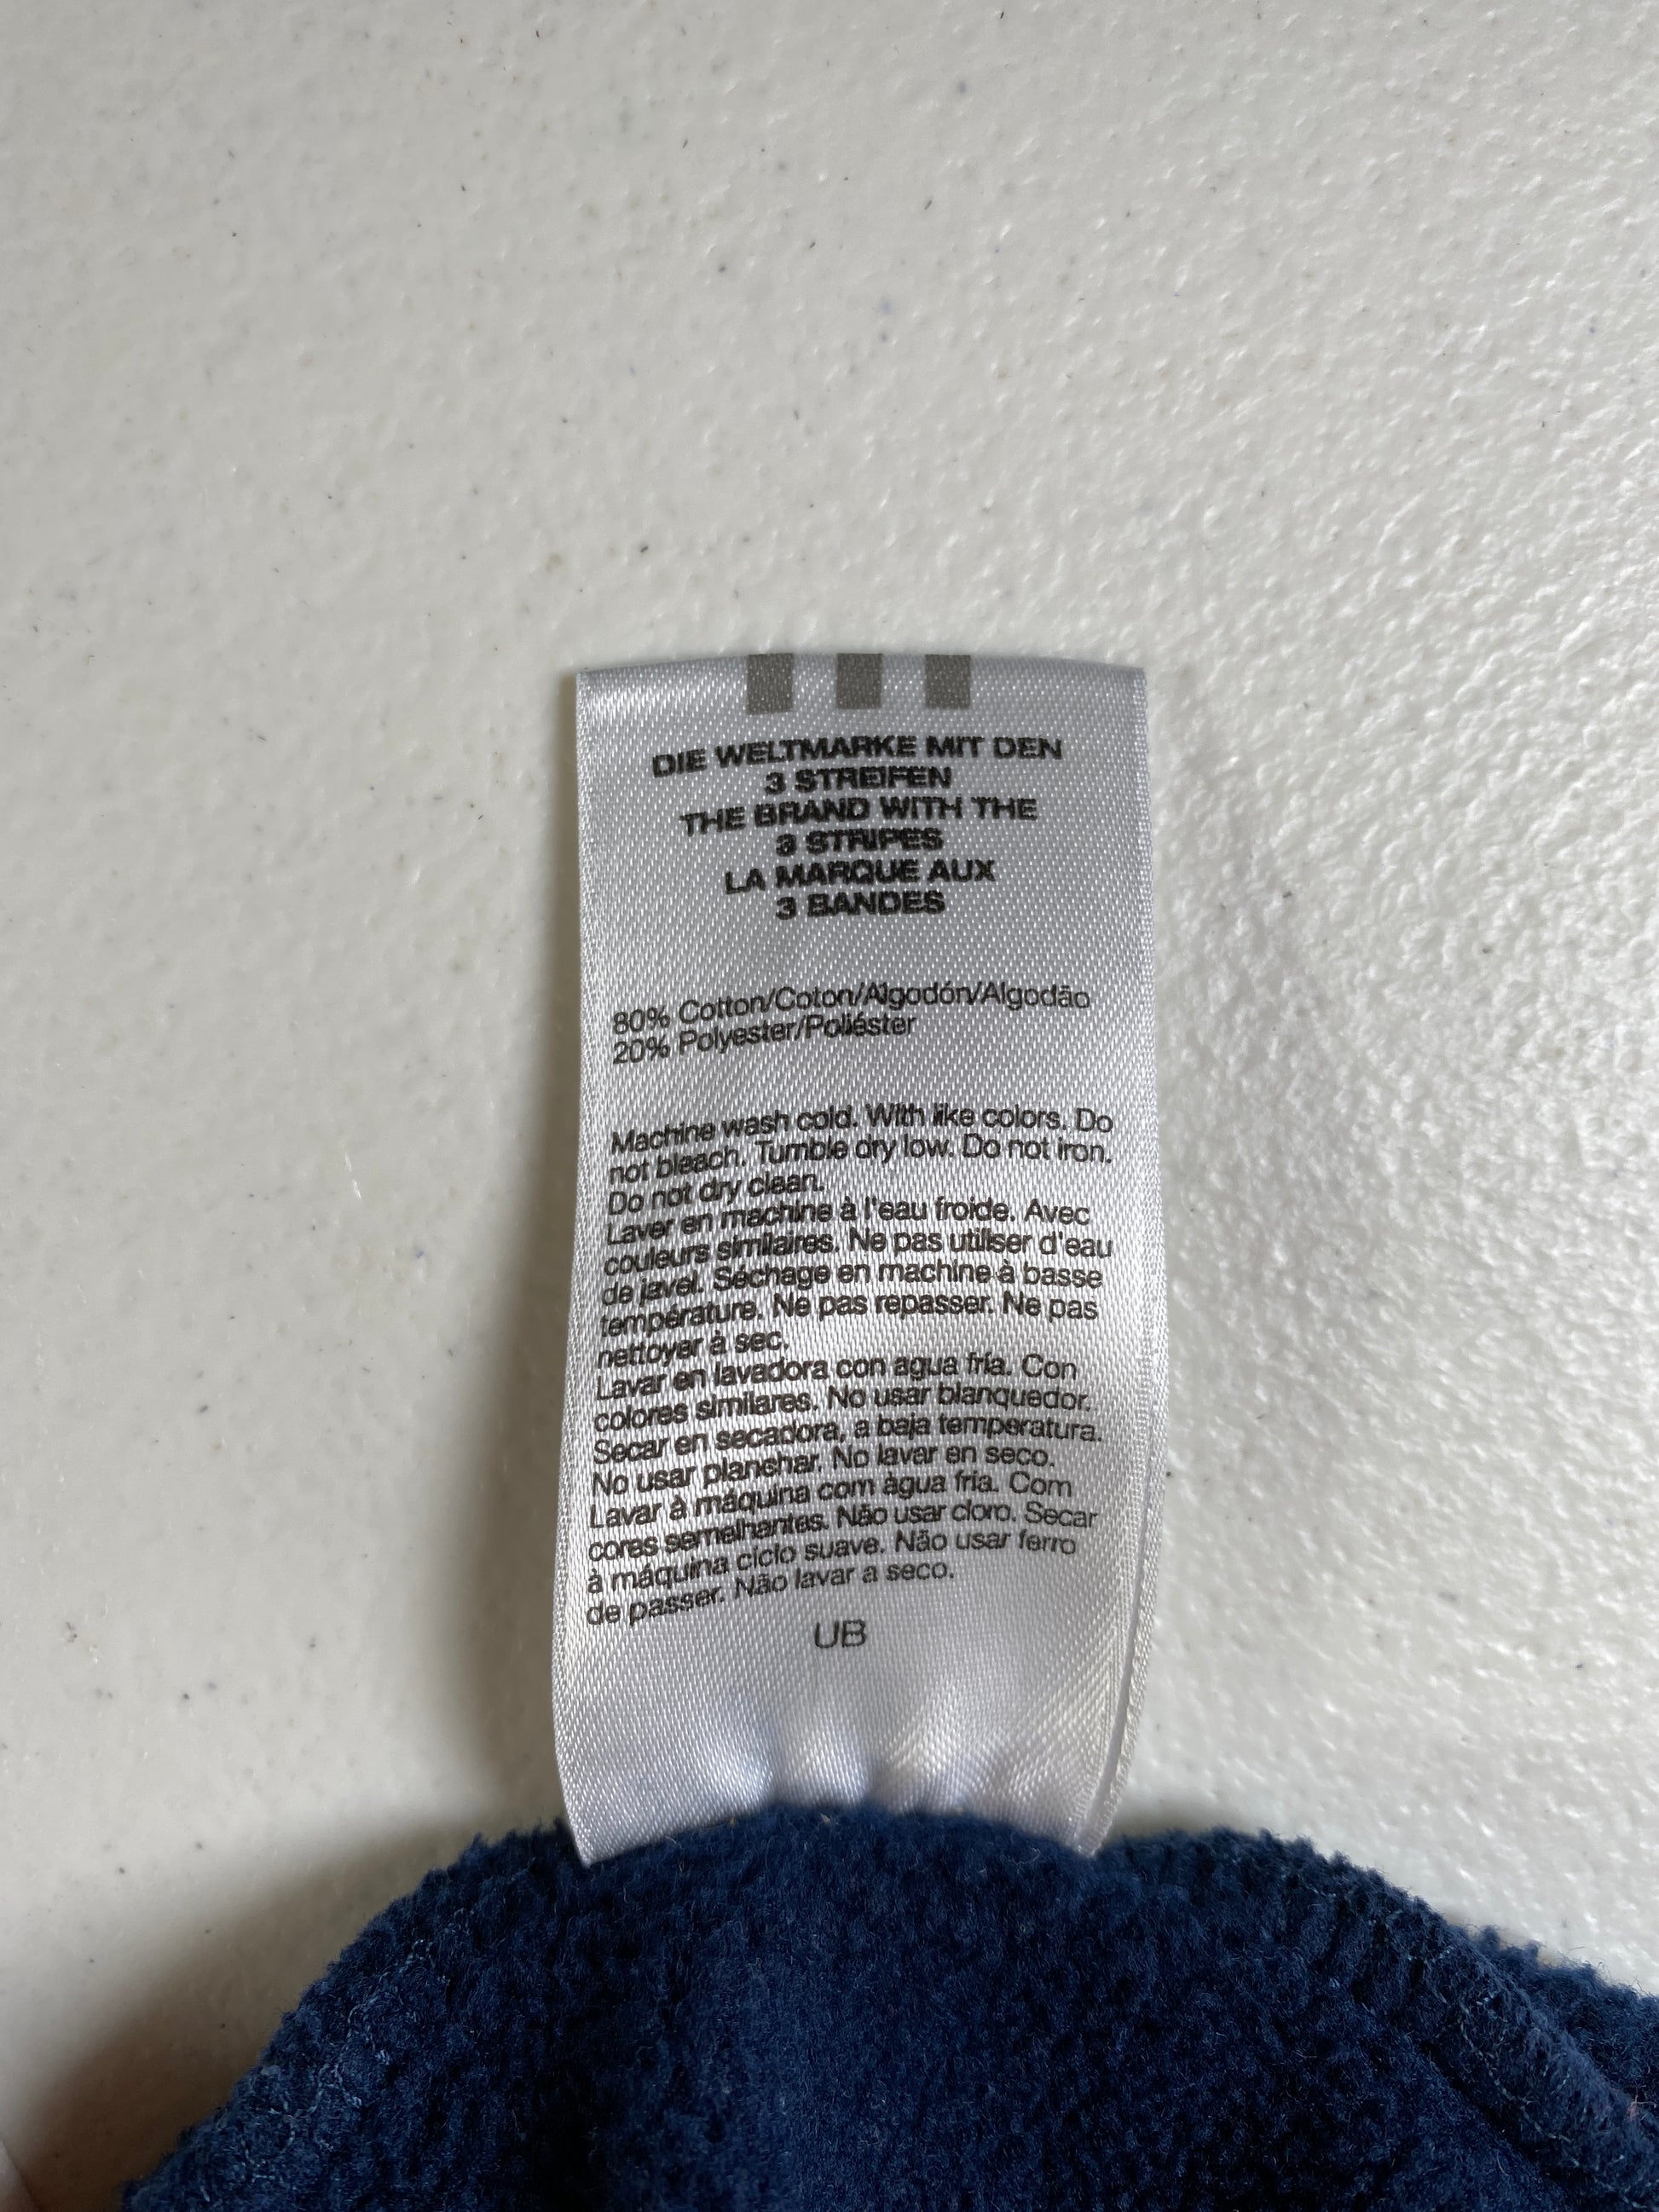 DIE WELTMARKE MIT DEN
3 STREIFEN
THE BRAND WITH THE
3 STRIPES
LA MARQUE AUX
3 BANDES
80% Cotton/Coton/Algodón/Algodão
20% Polyester/Poliéster
Machine wash cold. With like colors. Do
not bleach. Tumble dry low. Do not iron.
Do not dry clean.
Laver en machine à l'eau froide. Avec
couleurs similaires. Ne pas utiliser d'eau
de javel. Séchage en machine à basse
température. Ne pas repasser. Ne pas
nettoyer à sec.
Lavar en lavadora con agua fría. Con
colores similares. No usar blanquedor.
Secar en secadora, a baja temperatura.
No usar planchar. No lavar en seco.
Lavar à máquina com àgua fria. Com
cores semelhantes. Não usar cloro. Secar
à máquina ciclo suave. Não usar ferro
de passer. Não lavar a seco.
UB